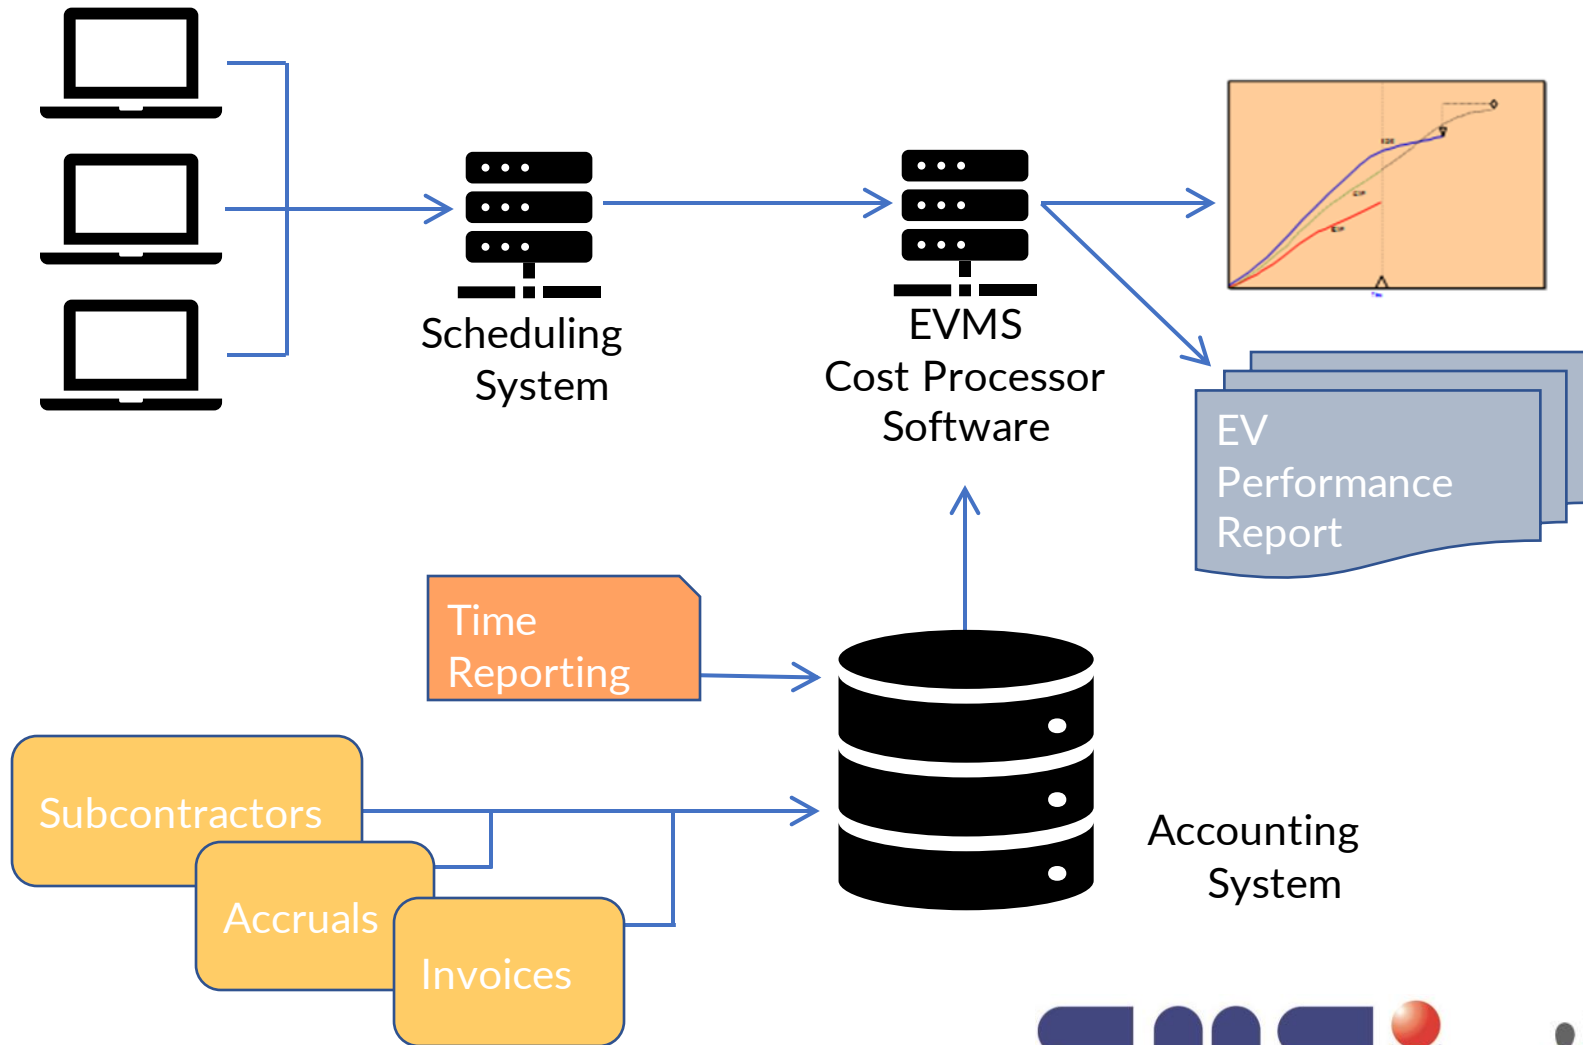 Scheduling
System
EVMS
Cost Processor
Software
EV
Performance
Report
Time
Reporting
Subcontractors
Accruals
Invoices
Accounting
System